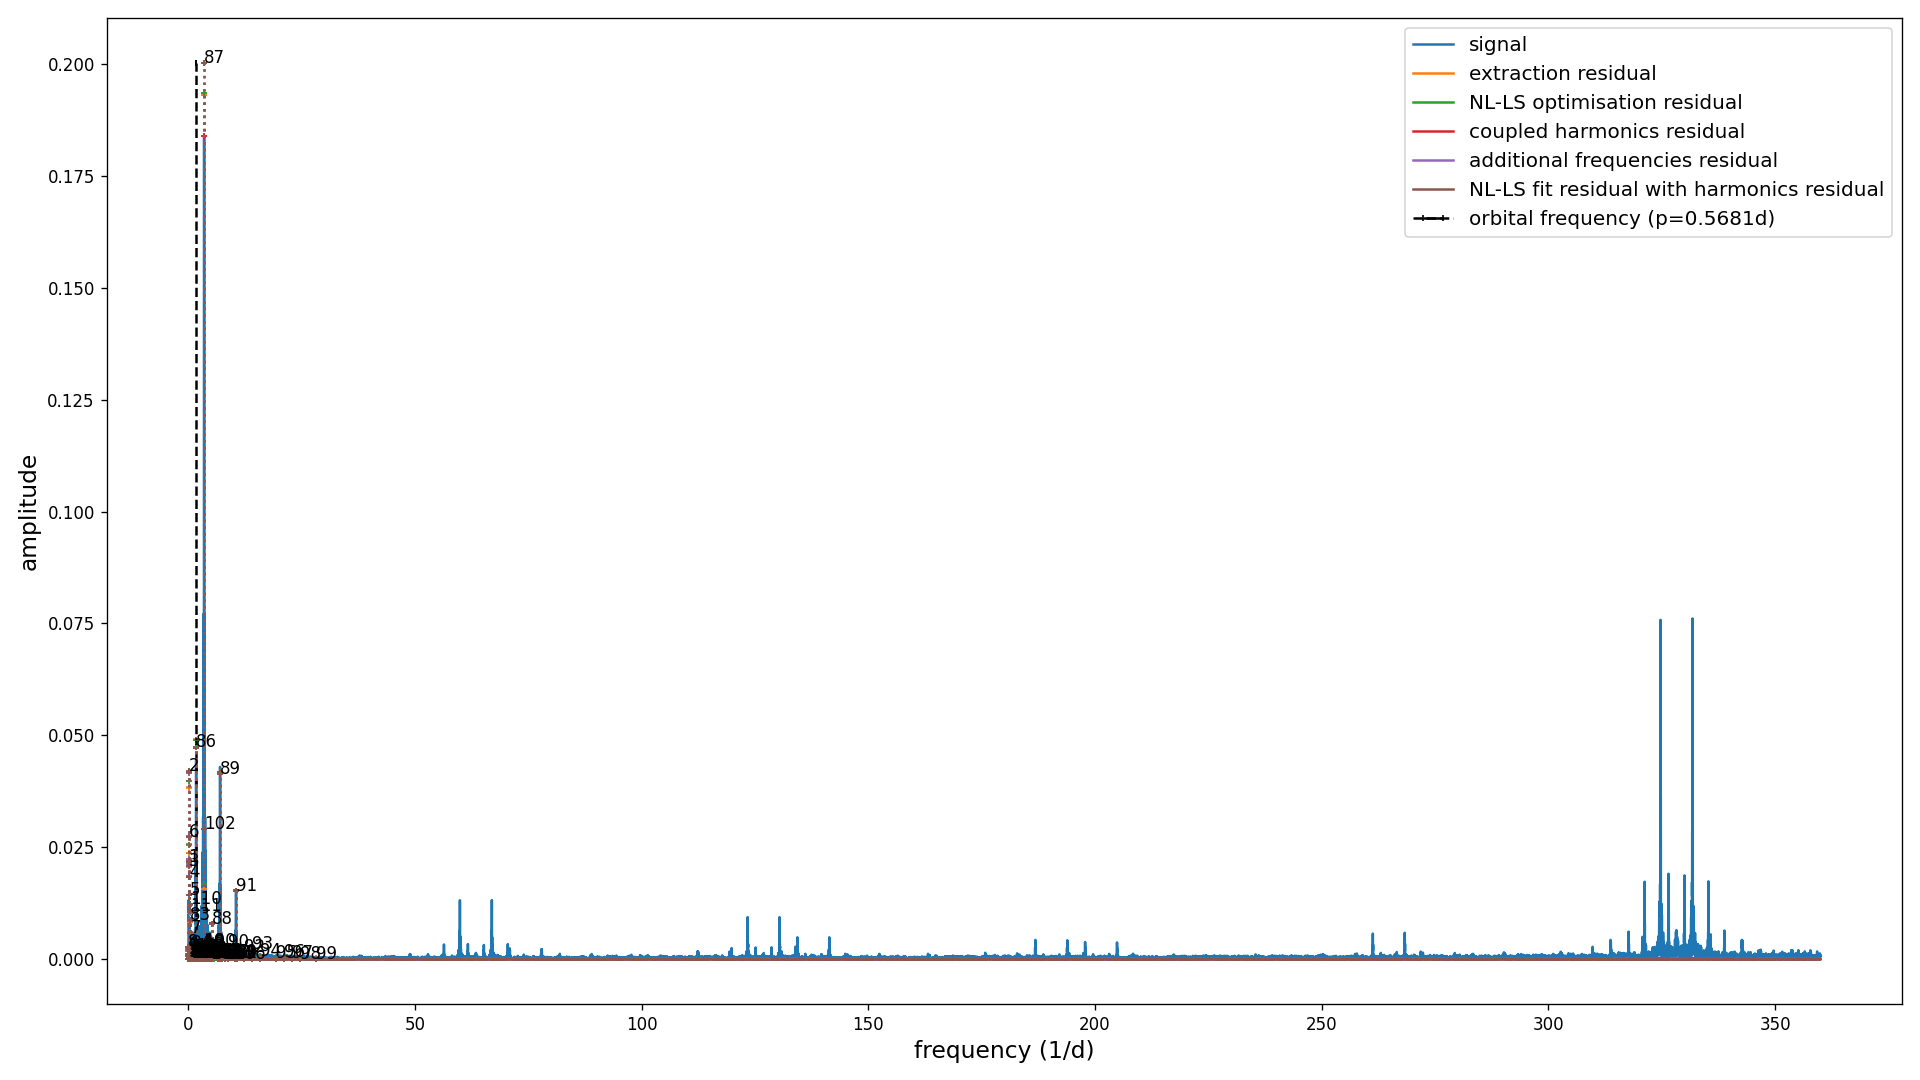 signal
extraction residual
NL-LS optimisation residual
coupled harmonics residual
additional frequencies residual
NL-LS fit residual with harmonics residual
orbital frequency (p=0.5681d)
87
86
2
89
6
102
4
91
88
93
99
0.200
0.175
0.150
0.125
0.100
0.075
0.050
0.025
0.000
amplitude
0 50 100 150 200 250 300 350
frequency (1/d)